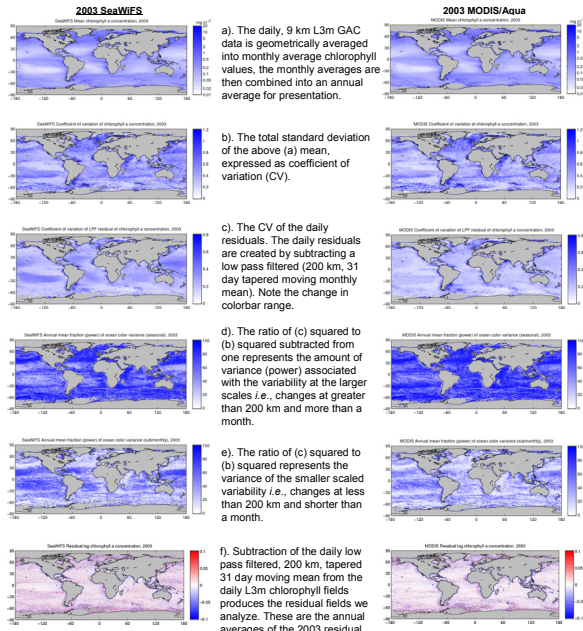 2003 SeaWiFS
2003 MODIS/Aqua
SeaWiFS Mean chlorophyll a concentration, 2003
a). The daily, 9 km L3m GAC
data is geometrically averaged
into monthly average chlorophyll
values, the monthly averages are
then combined into an annual
average for presentation.
MODIS Mean chlorophyll a concentration, 2003
SeaWiFS Coefficient of variation of chlorophyll a concentration, 2003
b). The total standard deviation
of the above (a) mean,
expressed as coefficient of
variation (CV).
MODIS Coefficient of variation of chlorophyll a concentration, 2003
SeaWiFS Coefficient of variation of LPF residual of chlorophyll a concentration, 2003
c). The CV of the daily
residuals. The daily residuals
are created by subtracting a
low pass filtered (200 km, 31
day tapered moving monthly
mean). Note the change in
colorbar range.
MODIS Coefficient of variation of LPF residual of chlorophyll a concentration, 2003
SeaWiFS Annual mean fraction (power) of ocean color variance (seasonal), 2003
d). The ratio of (c) squared to
(b) squared subtracted from
one represents the amount of
variance (power) associated
with the variability at the larger
scales i.e., changes at greater
than 200 km and more than a
month.
MODIS Annual mean fraction (power) of ocean color variance (seasonal), 2003
SeaWiFS Annual mean fraction (power) of ocean color variance (submonthly), 2003
e). The ratio of (c) squared to
(b) squared represents the
variance of the smaller scaled
variability i.e., changes at less
than 200 km and shorter than
a month.
MODIS Annual mean fraction (power) of ocean color variance (submonthly), 2003
SeaWiFS Residual log chlorophyll a concentration, 2003
f). Subtraction of the daily low
pass filtered, 200 km, tapered
31 day moving mean from the
daily L3m chlorophyll fields
produces the residual fields we
analyze. These are the annual
averages of the 2003 residual
MODIS Residual log chlorophyll a concentration, 2003